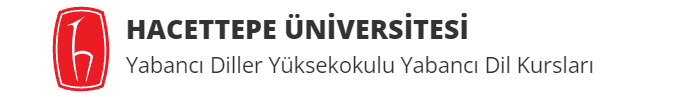 HACETTEPE ÜNİVERSİTESİ
Yabancı Diller Yüksekokulu Yabancı Dil Kursları